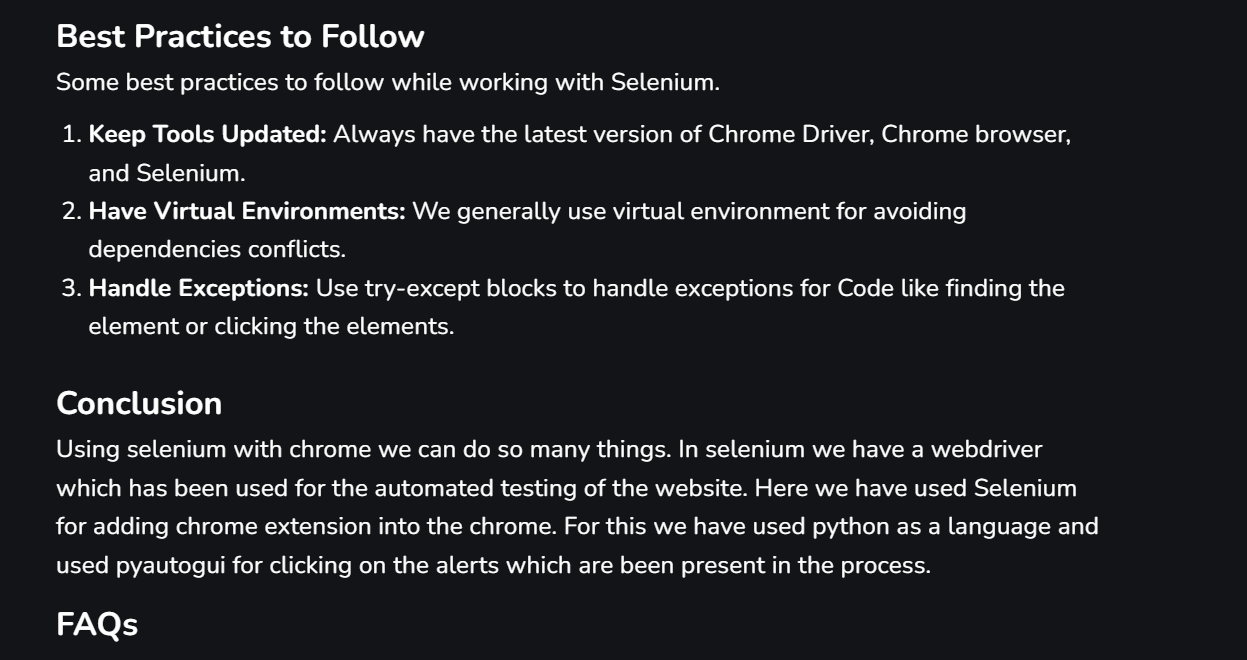 Best Practices to Follow
Some best practices to follow while working with Selenium.
1. Keep Tools Updated: Always have the latest version of Chrome Driver, Chrome browser,
and Selenium.
2. Have Virtual Environments: We generally use virtual environment for avoiding
dependencies conflicts.
3. Handle Exceptions: Use try-except blocks to handle exceptions for Code like finding the
element or clicking the elements.
Conclusion
Using selenium with chrome we can do so many things. In selenium we have a webdriver
which has been used for the automated testing of the website. Here we have used Selenium
for adding chrome extension into the chrome. For this we have used python as a language and
used pyautogui for clicking on the alerts which are been present in the process.
FAQs